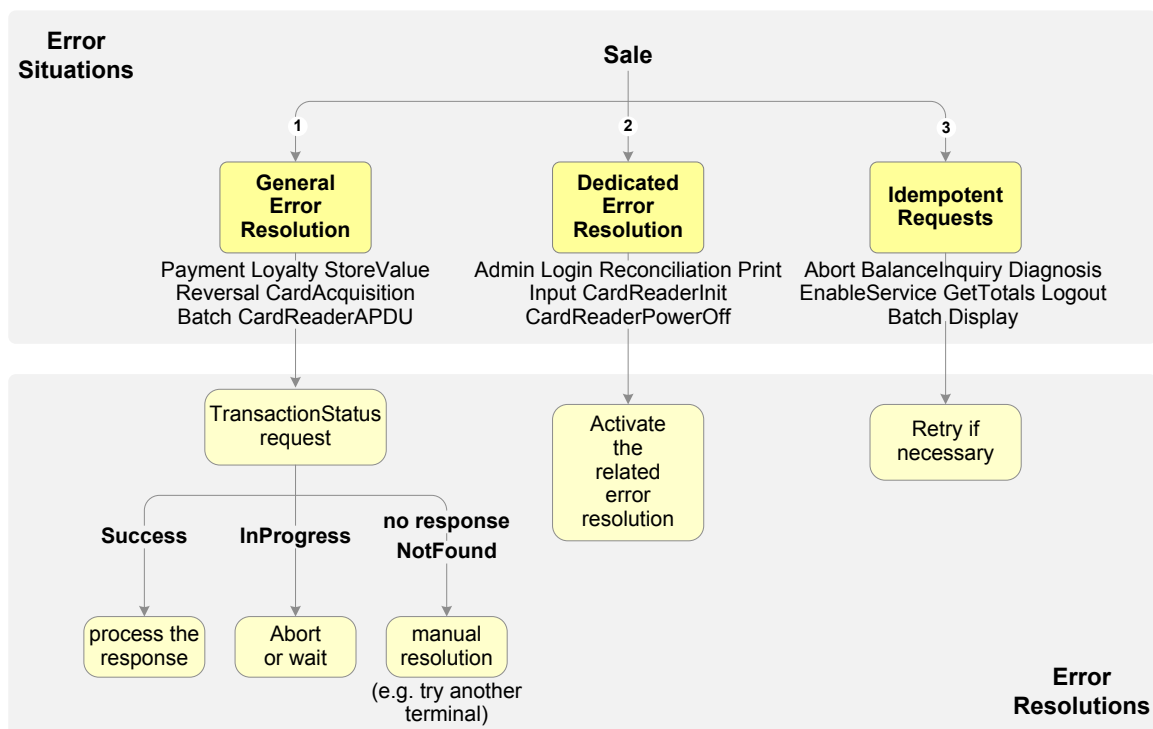 Error
Situations
Sale
1
2
3
General
Error
Resolution
Dedicated
Error
Resolution
Idempotent
Requests
Payment Loyalty StoreValue
Reversal CardAcquisition
Batch CardReaderAPDU
Admin Login Reconciliation Print
Input CardReaderInit
CardReaderPowerOff
Abort BalanceInquiry Diagnosis
EnableService GetTotals Logout
Batch Display
TransactionStatus
request
Activate
the
related
error
resolution
Retry if
necessary
Success
InProgress
no response
NotFound
process the
response
Abort
or wait
manual
resolution
(e.g. try another
terminal)
Error
Resolutions